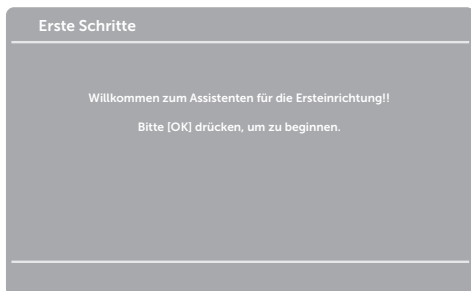 Erste Schritte
Willkommen zum Assistenten für die Ersteinrichtung!!
Bitte [OK] drücken, um zu beginnen.